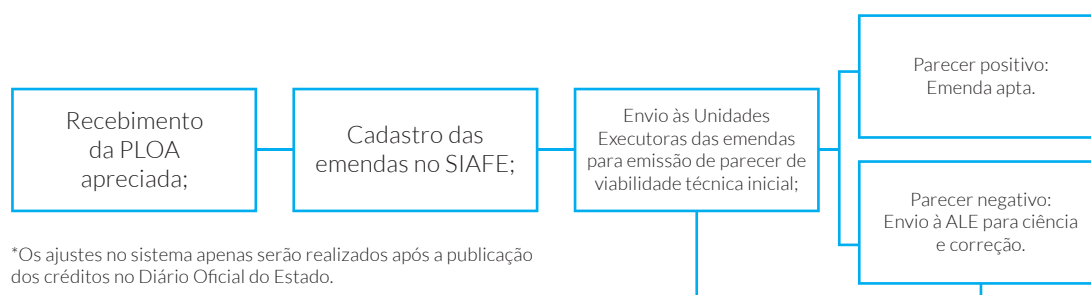 Recebimento
da PLOA
apreciada;
Cadastro das
emendas no SIAFE;
Envio às Unidades
Executoras das emendas
para emissão de parecer de
viabilidade técnica inicial;
Parecer positivo:
Emenda apta.
Parecer negativo:
Envio à ALE para ciência
e correção.
*Os ajustes no sistema apenas serão realizados após a publicação
dos créditos no Diário Oficial do Estado.